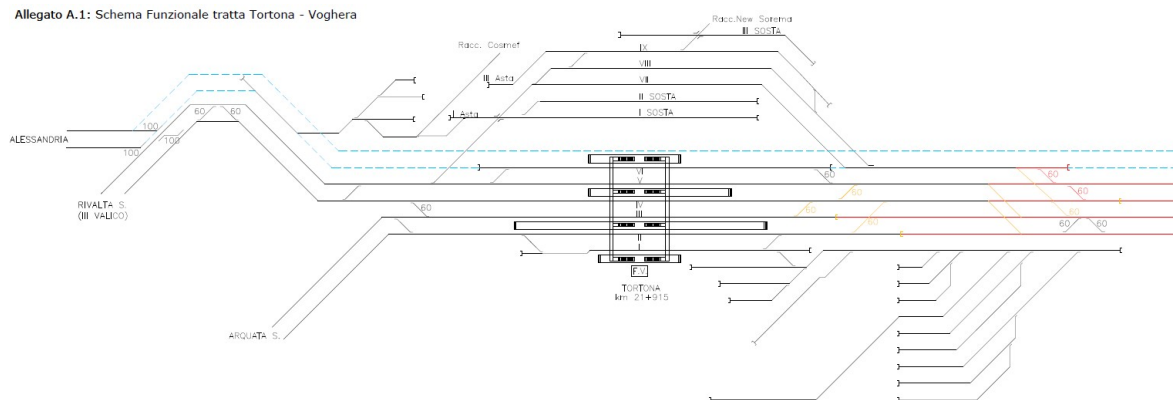 Allegato A.1: Schema Funzionale tratta Tortona - Voghera
Racc.New Sorema
III SOSTA
Racc. Cosmef
IX
VIII
III Asta
VII
II SOSTA
I Asta
I SOSTA
100
60
60
ALESSANDRIA
100
100
VI
V
60
60
60
RIVALTA S.
(III VALICO)
60
IV
III
60
60
60
60
60
II
I
F.V.
TORTONA
km 21+915
ARQUATA S.